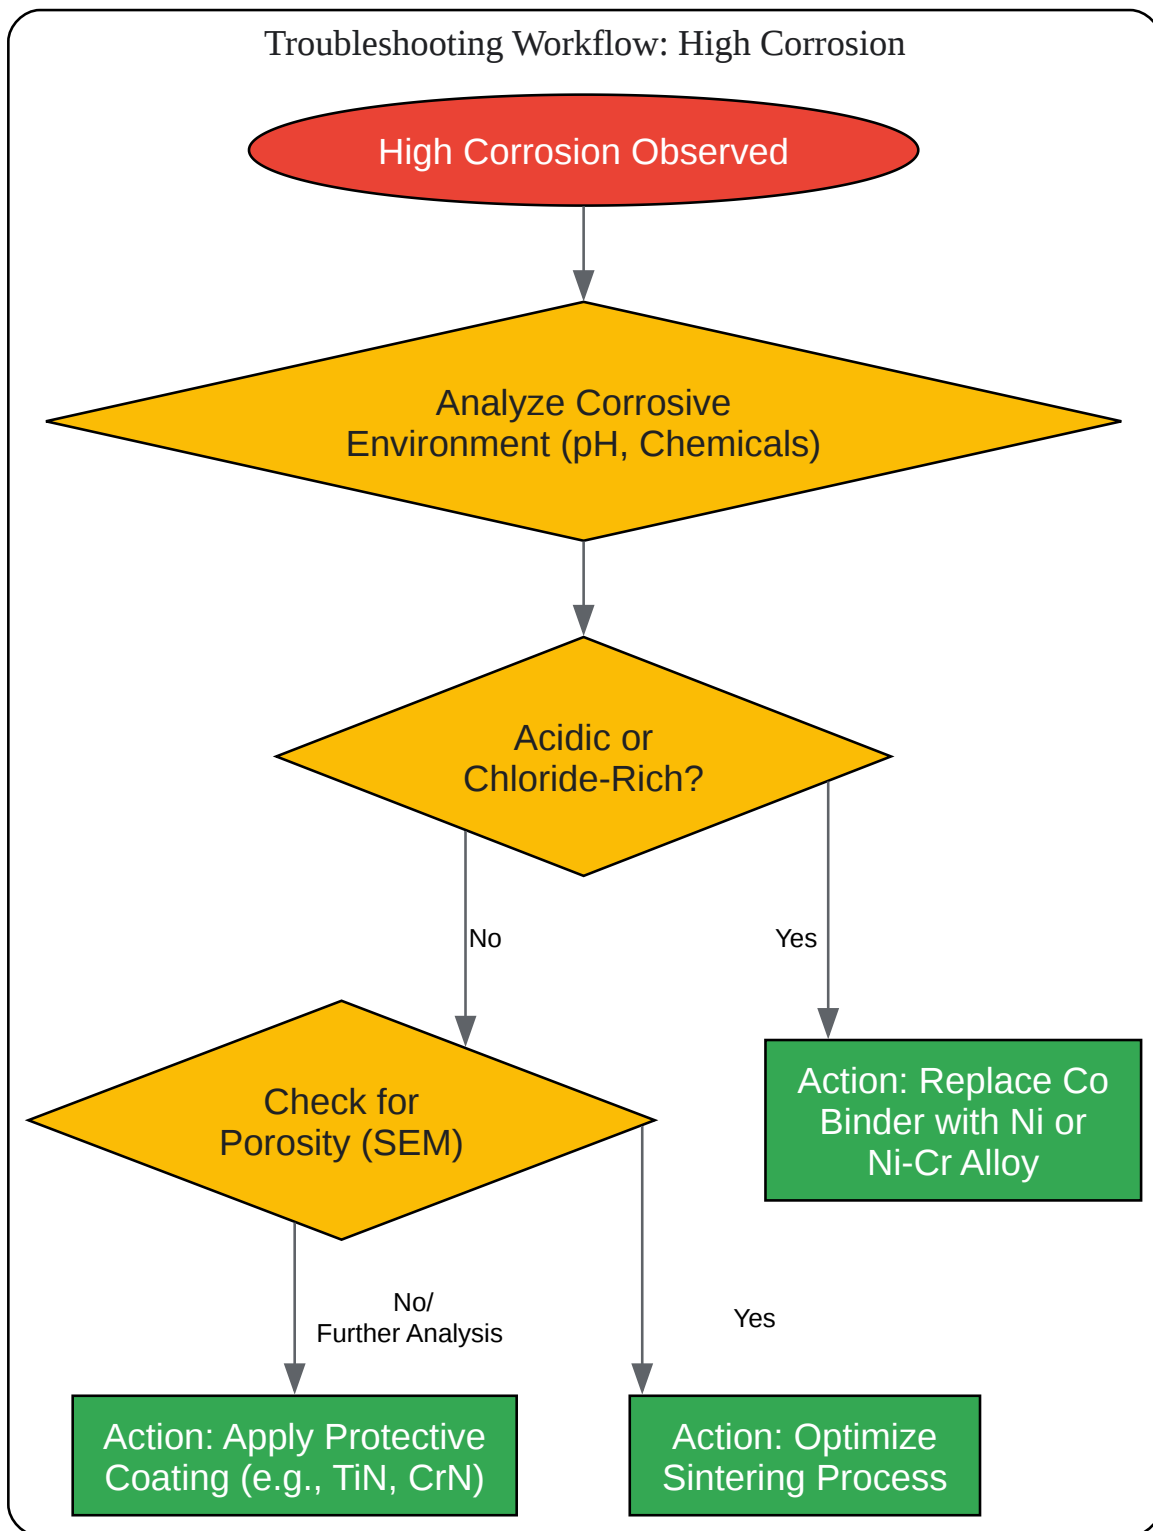 Troubleshooting Workflow: High Corrosion
High Corrosion Observed
Analyze Corrosive
Environment (pH, Chemicals)
Acidic or
Chloride-Rich?
No
Yes
Check for
Porosity (SEM)
Action: Replace Co
Binder with Ni or
Ni-Cr Alloy
No/
Further Analysis
Yes
Action: Apply Protective
Coating (e.g., TiN, CrN)
Action: Optimize
Sintering Process